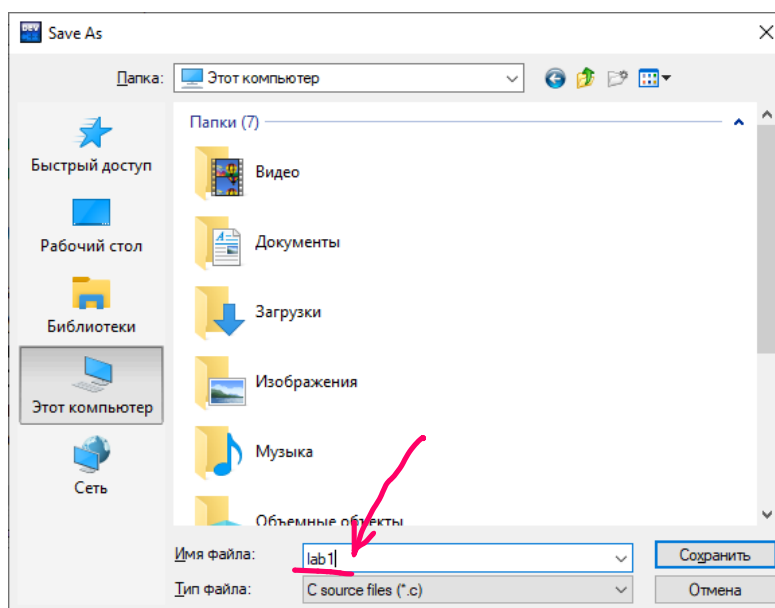 DEV Save As
Папка: Этот компьютер
Быстрый доступ
Рабочий стол
Библиотеки
Этот компьютер
Сеть
Папки (7)
Видео
Документы
Загрузки
Изображения
Музыка
Объемные объекты
Имя файла: lab1 Сохранить
Тип файла: C source files (*.c) Отмена